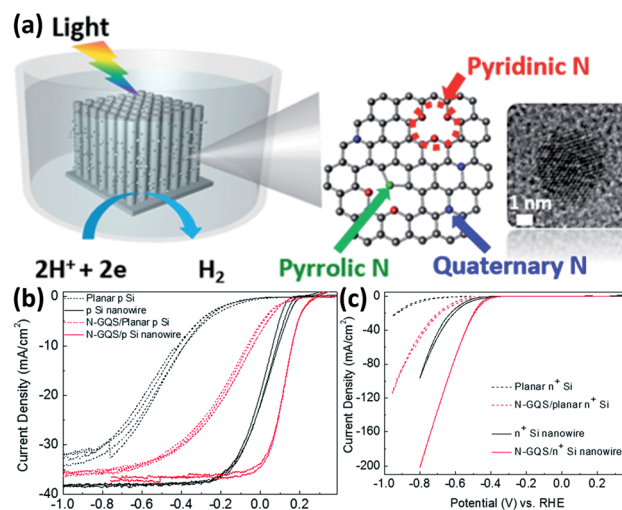 (a)
Light
2H⁺ + 2e
H₂
Pyridinic N
Pyrrolic N
Quaternary N
1 nm
(b)
Planar p Si
p Si nanowire
N-GQS/Planar p Si
N-GQS/p Si nanowire
Current Density (mA/cm²)
0
-10
-20
-30
-40
-1.0
-0.8
-0.6
-0.4
-0.2
0.0
0.2
(c)
Planar n⁺ Si
N-GQS/planar n⁺ Si
n⁺ Si nanowire
N-GQS/n⁺ Si nanowire
Current Density (mA/cm²)
0
-40
-80
-120
-160
-200
-1.0
-0.8
-0.6
-0.4
-0.2
0.0
0.2
Potential (V) vs. RHE